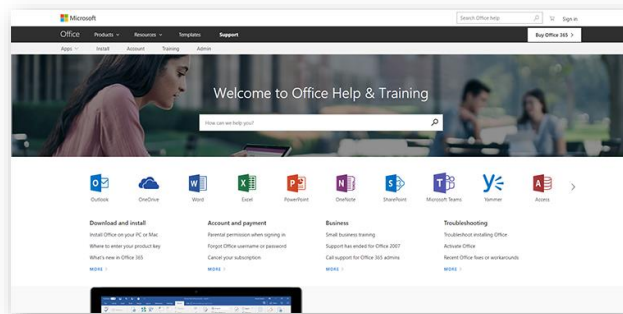 Microsoft
Search Office help
Sign in
Office Products Resources Templates Support
Buy Office 365 >
Apps Install Account Training Admin
Welcome to Office Help & Training
How can we help you?
Outlook OneDrive Word Excel PowerPoint OneNote SharePoint Microsoft Teams Yammer Access
Download and install Account and payment Business Troubleshooting
Install Office on your PC or Mac Parental permission when signing in Small business training Troubleshoot installing Office
Where to enter your product key Forgot Office username or password Support has ended for Office 2007 Activate Office
What's new in Office 365 Cancel your subscription Call support for Office 365 admins Recent Office fixes or workarounds
MORE > MORE > MORE > MORE >